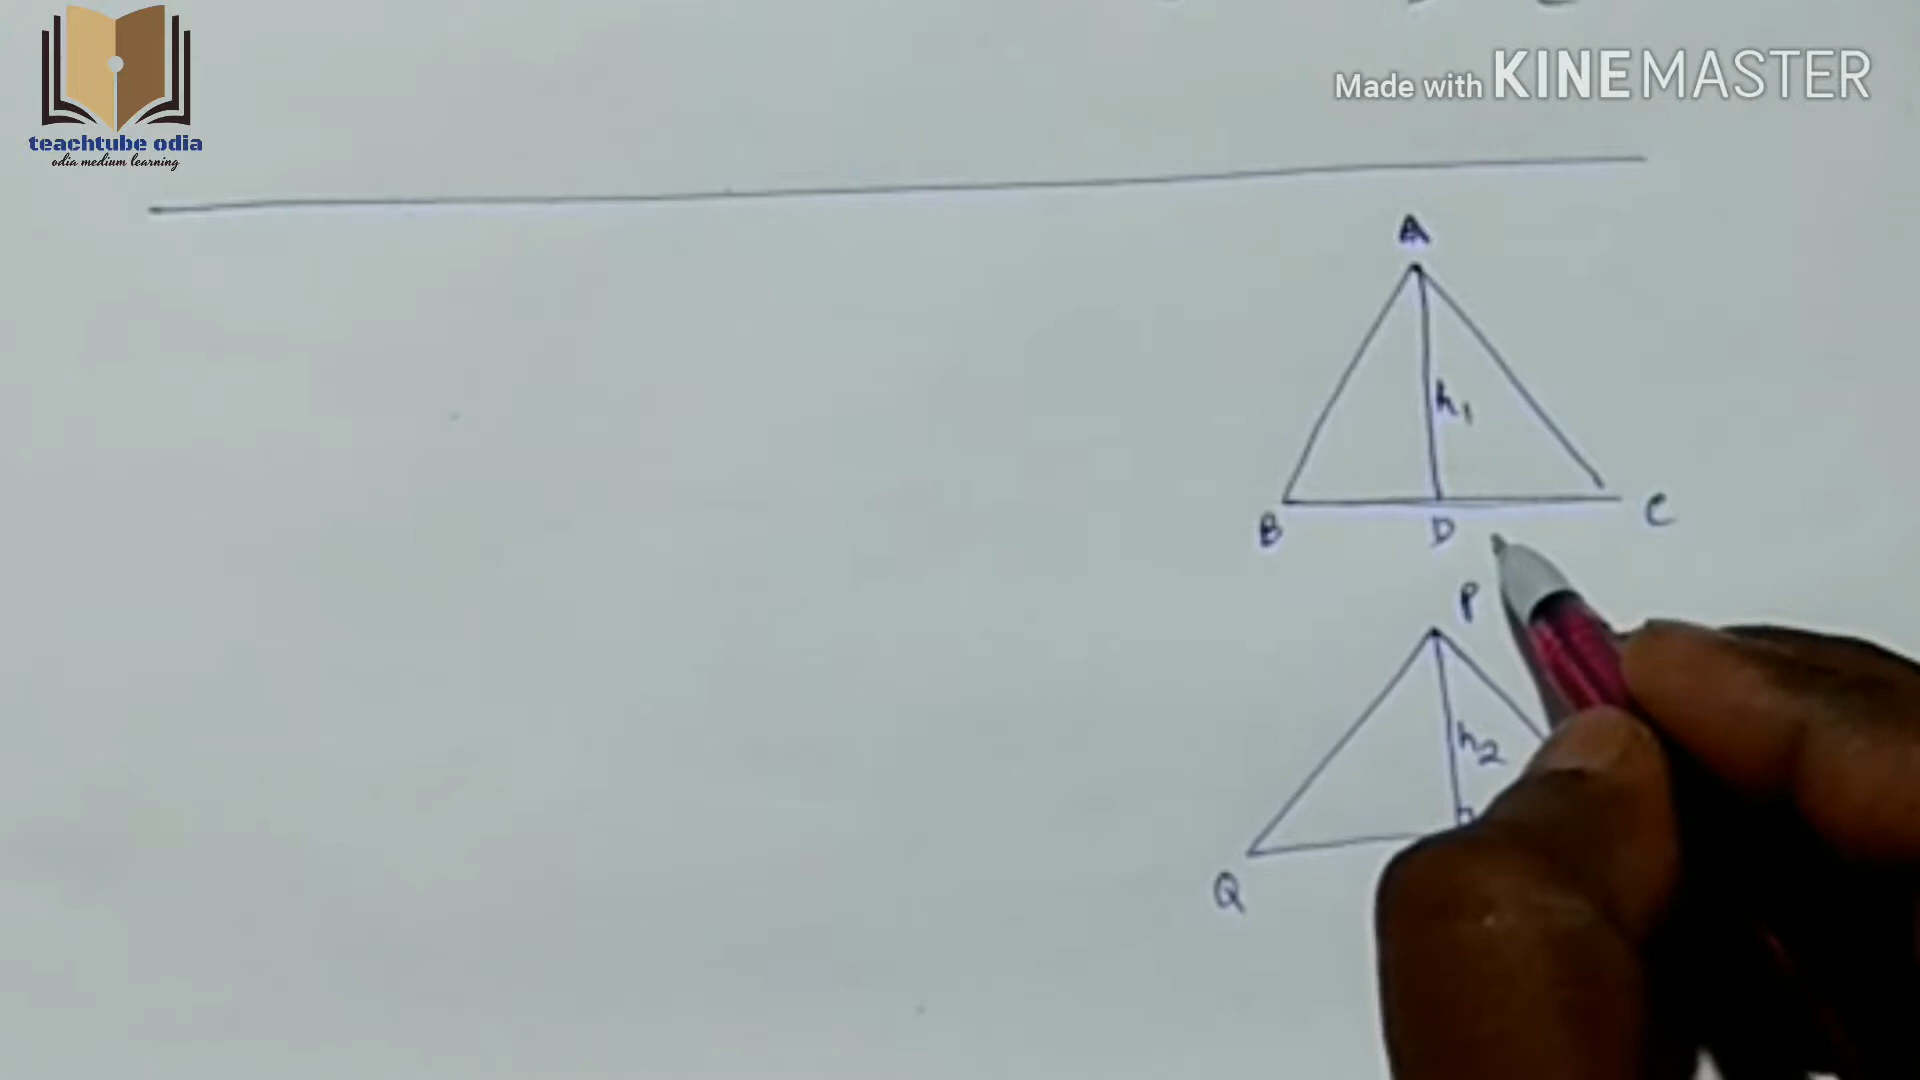 teachtube odia
odia medium learning
Made with KINEMASTER
A
h₁
B D C
P
h₂
Q